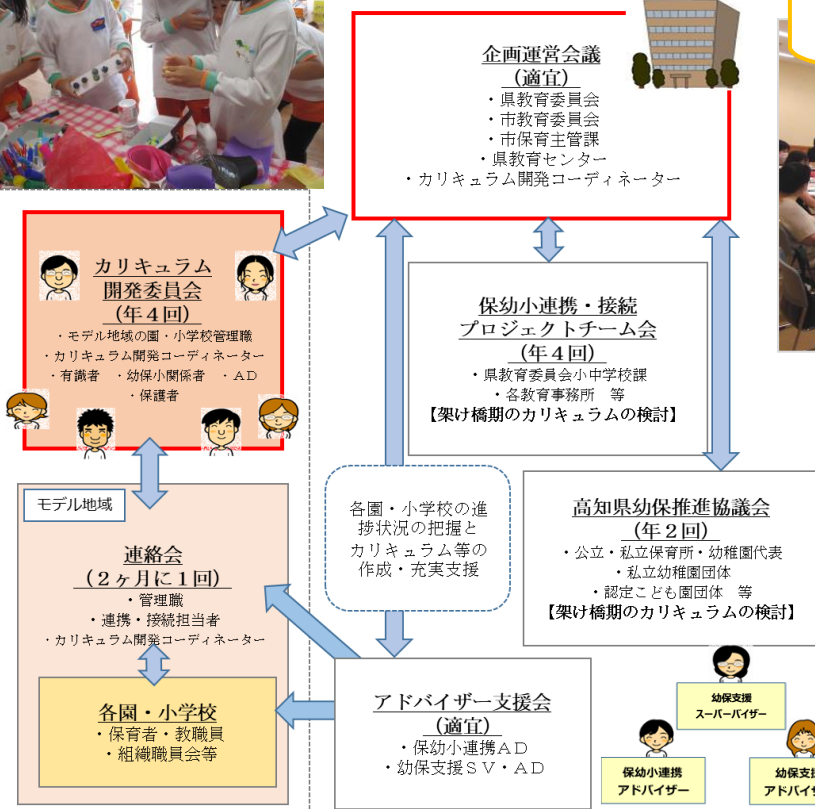 企画運営会議
(適宜)
・県教育委員会
・市教育委員会
・市保育主管課
・県教育センター
・カリキュラム開発コーディネーター
カリキュラム
開発委員会
(年４回)
・モデル地域の園・小学校管理職
・カリキュラム開発コーディネーター
・有識者　・幼保小関係者　・ＡＤ
・保護者
保幼小連携・接続
プロジェクトチーム会
(年４回)
・県教育委員会小中学校課
・各教育事務所　等
【架け橋期のカリキュラムの検討】
モデル地域
連絡会
(２ヶ月に１回)
・管理職
・連携・接続担当者
・カリキュラム開発コーディネーター
各園・小学校の進
捗状況の把握と
カリキュラム等の
作成・充実支援
高知県幼保推進協議会
(年２回)
・公立・私立保育所・幼稚園代表
・私立幼稚園団体
・認定こども園団体　等
【架け橋期のカリキュラムの検討】
各園・小学校
・保育者・教職員
・組織職員会等
アドバイザー支援会
(適宜)
・保幼小連携ＡＤ
・幼保支援ＳＶ・ＡＤ
幼保支援
スーパーバイザー
保幼小連携
アドバイザー
幼保支
アドバイ